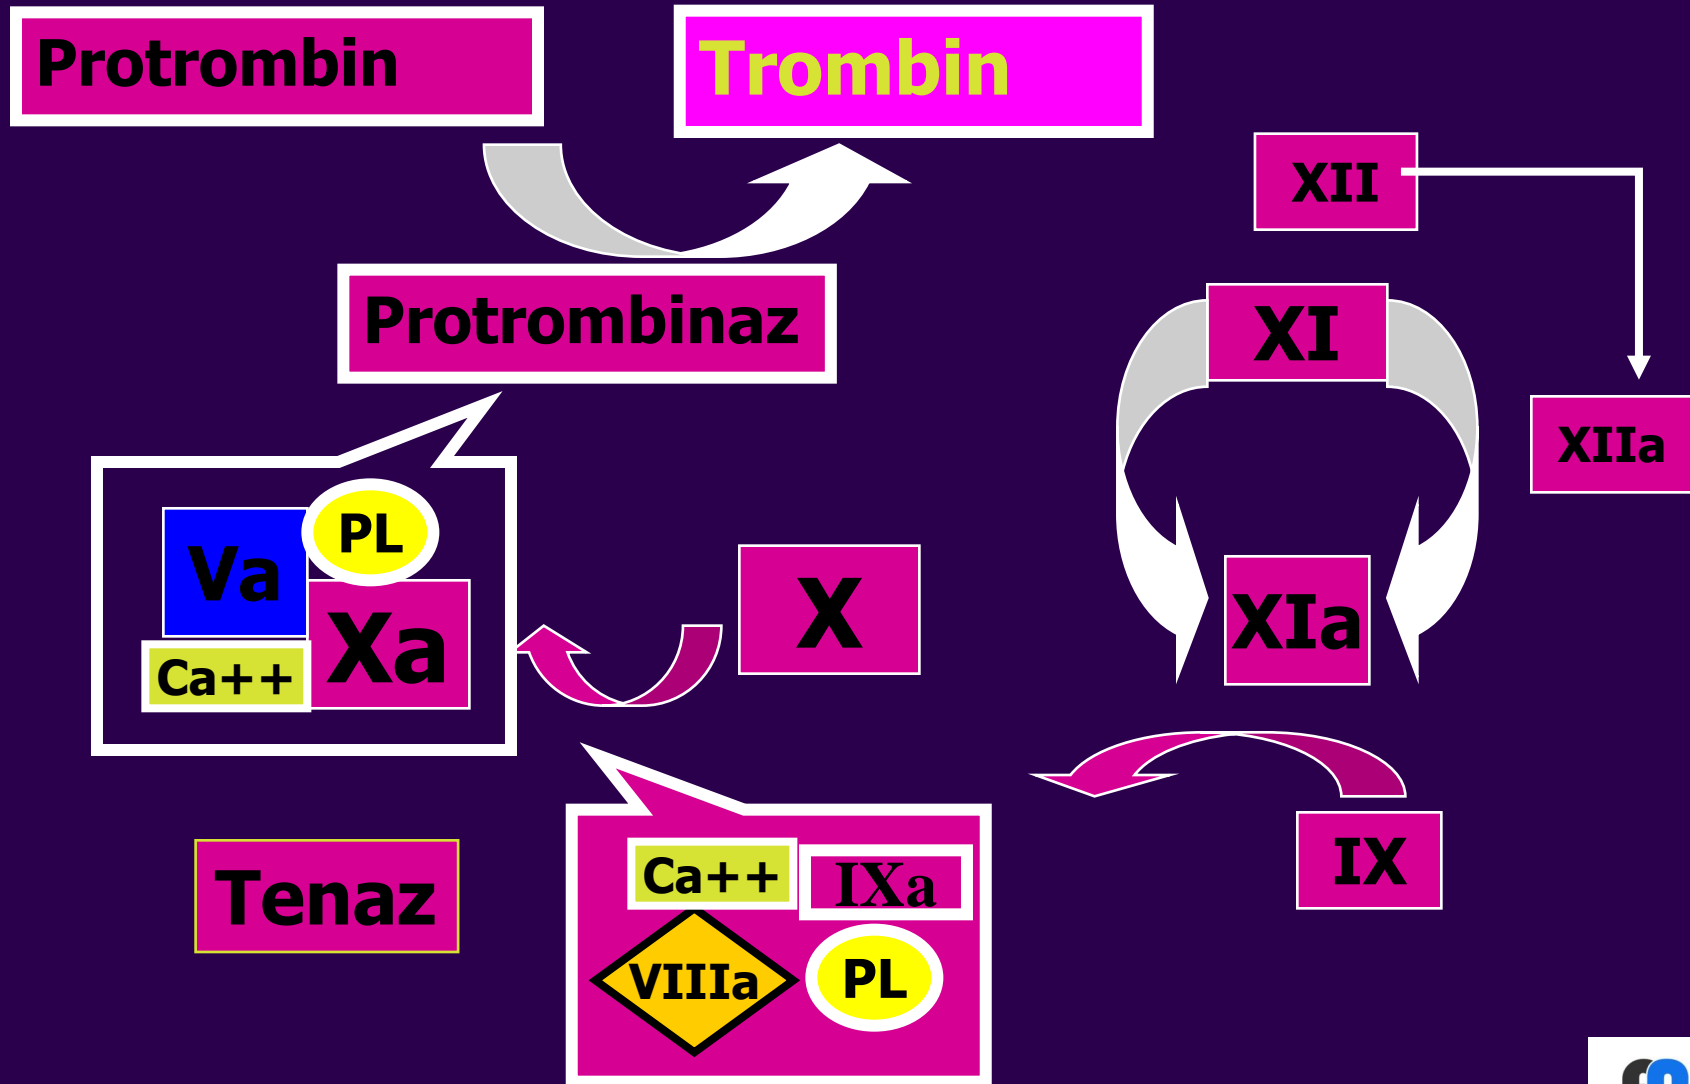 Protrombin
Trombin
XII
Protrombinaz
XI
XIIa
PL
Va
X
XIa
Xa
Ca++
Tenaz
Ca++
IXa
IX
VIIIa
PL